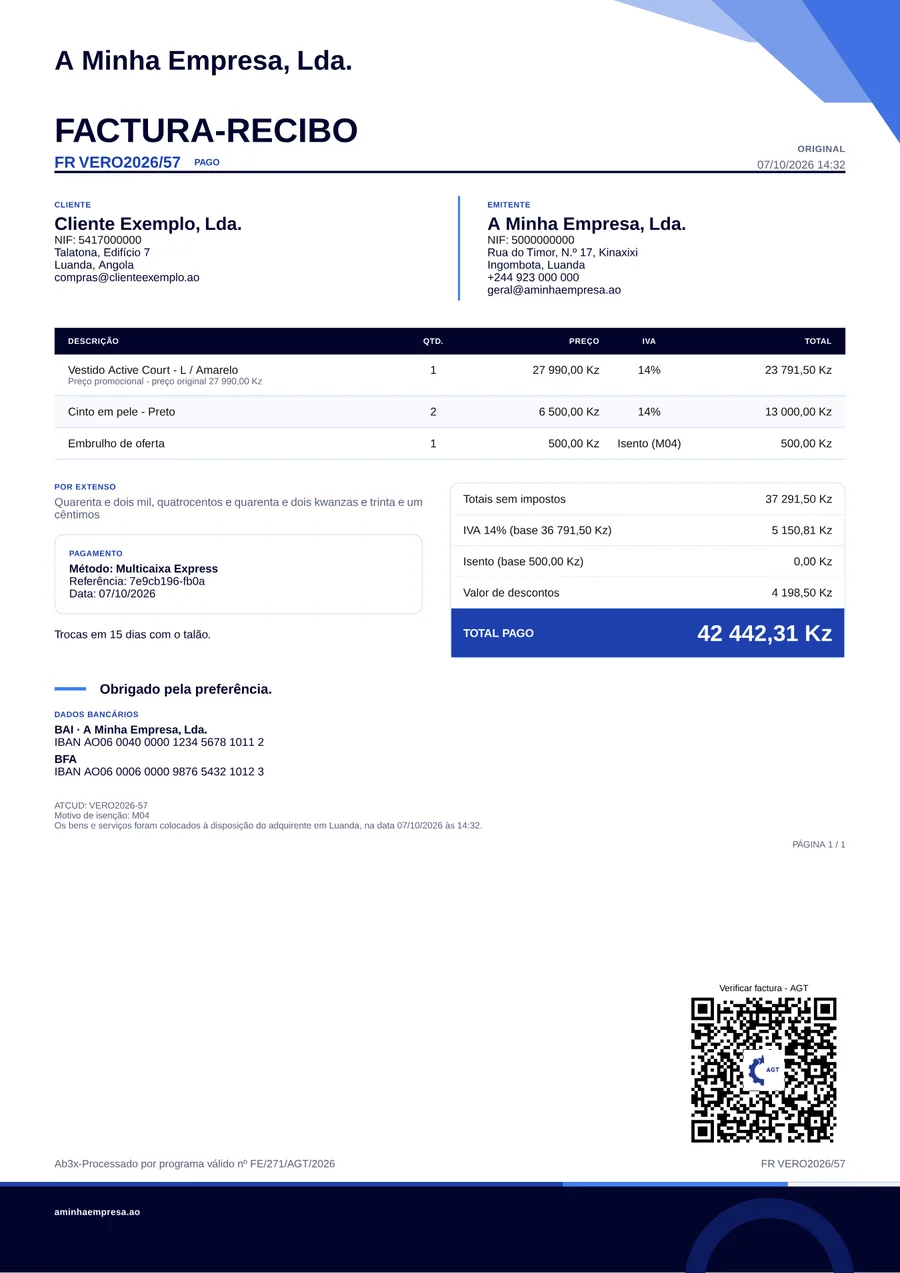 A Minha Empresa, Lda.
FACTURA-RECIBO
FR VERO2026/57 PAGO
ORIGINAL
07/10/2026 14:32
CLIENTE
Cliente Exemplo, Lda.
NIF: 5417000000
Talatona, Edifício 7
Luanda, Angola
compras@clienteexemplo.ao
EMITENTE
A Minha Empresa, Lda.
NIF: 5000000000
Rua do Timor, N.º 17, Kinaxixi
Ingombota, Luanda
+244 923 000 000
geral@aminhaempresa.ao
DESCRIÇÃO QTD. PREÇO IVA TOTAL
Vestido Active Court - L / Amarelo 1 27 990,00 Kz 14% 23 791,50 Kz
Preço promocional - preço original 27 990,00 Kz
Cinto em pele - Preto 2 6 500,00 Kz 14% 13 000,00 Kz
Embrulho de oferta 1 500,00 Kz Isento (M04) 500,00 Kz
POR EXTENSO
Quarenta e dois mil, quatrocentos e quarenta e dois kwanzas e trinta e um
cêntimos
PAGAMENTO
Método: Multicaixa Express
Referência: 7e9cb196-fb0a
Data: 07/10/2026
Trocas em 15 dias com o talão.
Totais sem impostos 37 291,50 Kz
IVA 14% (base 36 791,50 Kz) 5 150,81 Kz
Isento (base 500,00 Kz) 0,00 Kz
Valor de descontos 4 198,50 Kz
TOTAL PAGO 42 442,31 Kz
Obrigado pela preferência.
DADOS BANCÁRIOS
BAI · A Minha Empresa, Lda.
IBAN AO06 0040 0000 1234 5678 1011 2
BFA
IBAN AO06 0006 0000 9876 5432 1012 3
ATCUD: VERO2026-57
Motivo de isenção: M04
Os bens e serviços foram colocados à disposição do adquirente em Luanda, na data 07/10/2026 às 14:32.
PÁGINA 1 / 1
Verificar factura - AGT
AGT
Ab3x-Processado por programa válido nº FE/271/AGT/2026
FR VERO2026/57
aminhaempresa.ao